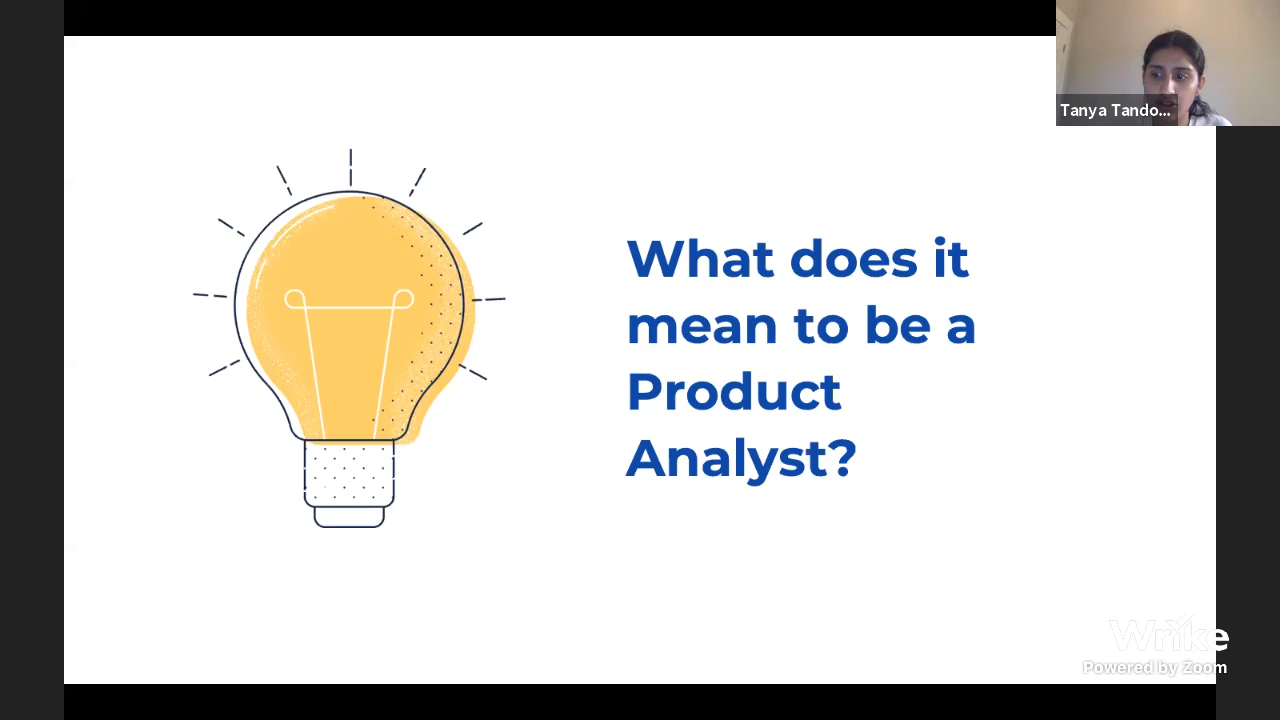 Tanya Tando...
What does it
mean to be a
Product
Analyst?
Wrike
Powered by Zoom